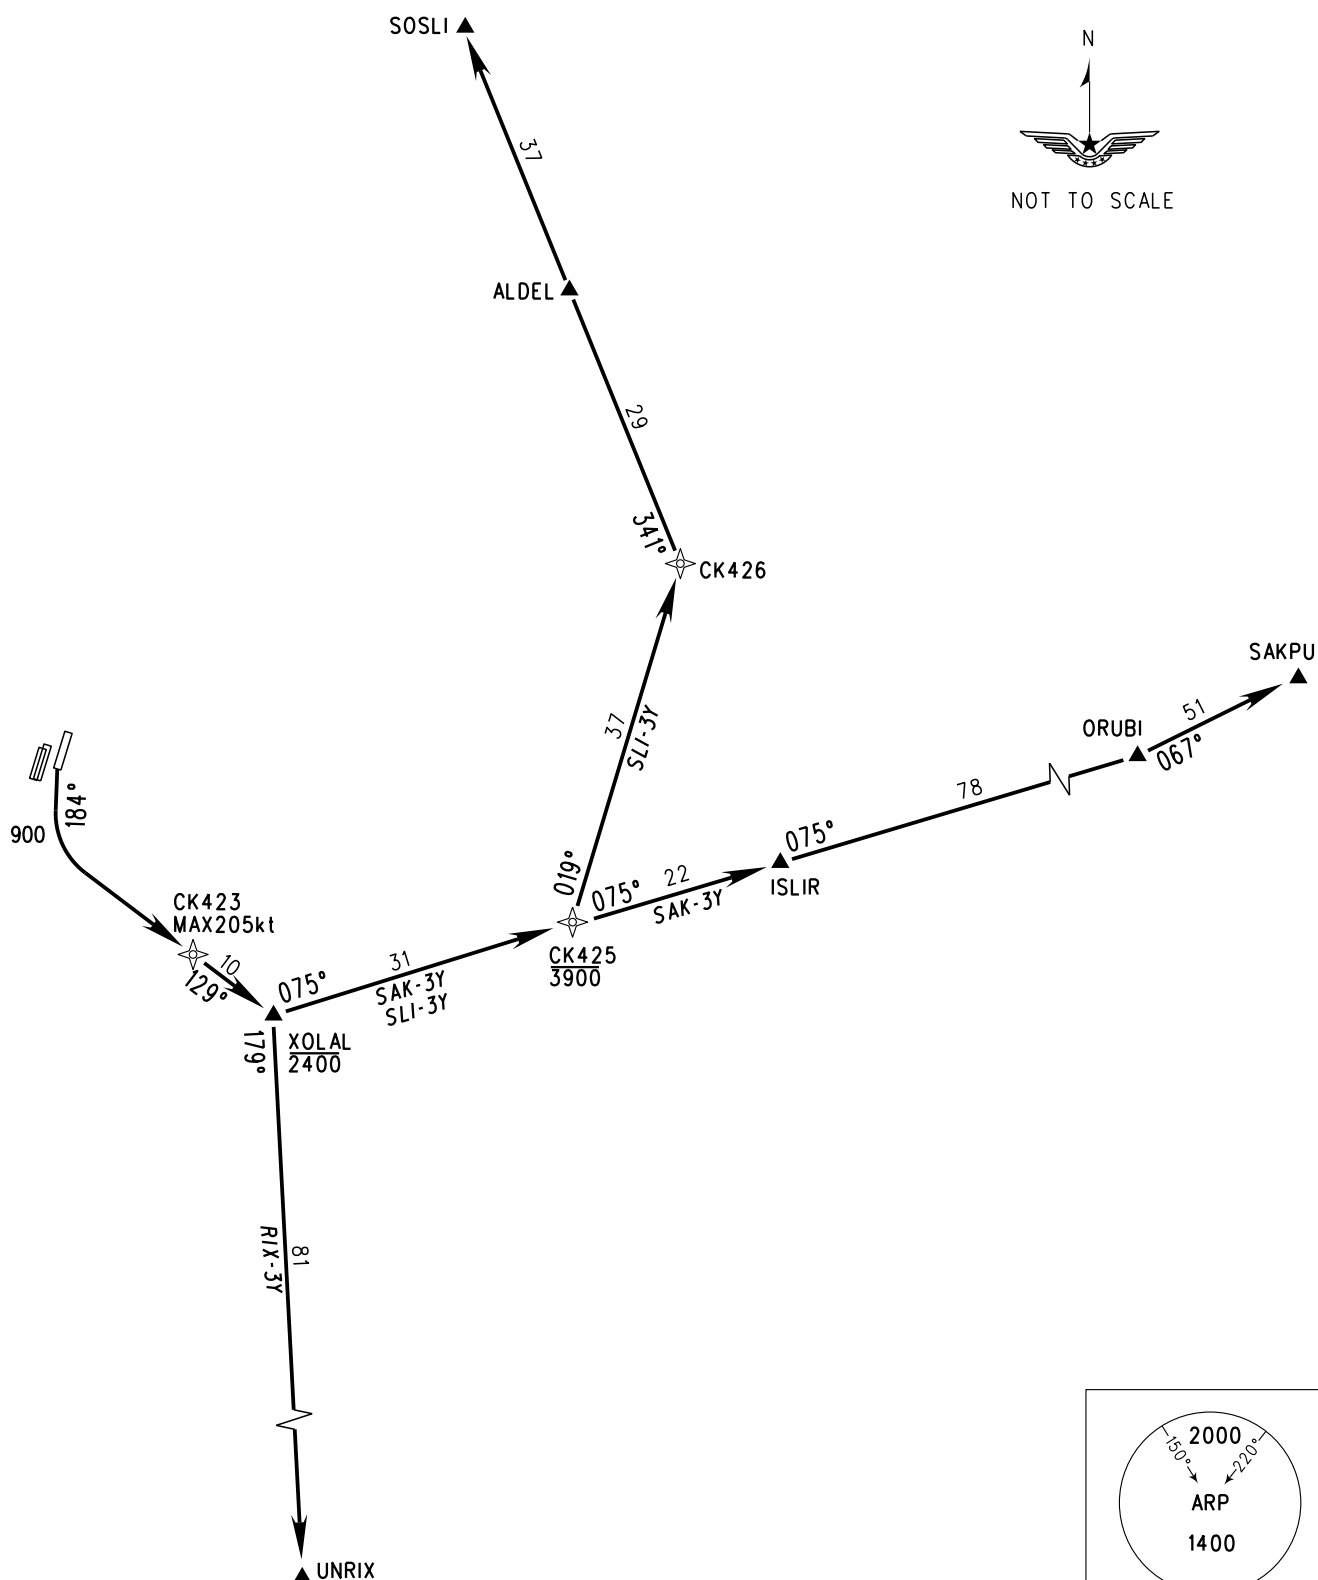 SOSLI
N
NOT TO SCALE
37
ALDEL
29
341°
CK426
SAKPU
51
ORUBI
067°
37
SLI-3Y
78
184°
900
075°
019°
075°
22
ISLIR
SAK-3Y
CK423
MAX205kt
10
129°
CK425
3900
31
075°
SAK-3Y
SLI-3Y
XOLAL
2400
179°
RIX-3Y
81
UNRIX
2000
150°
220°
ARP
1400